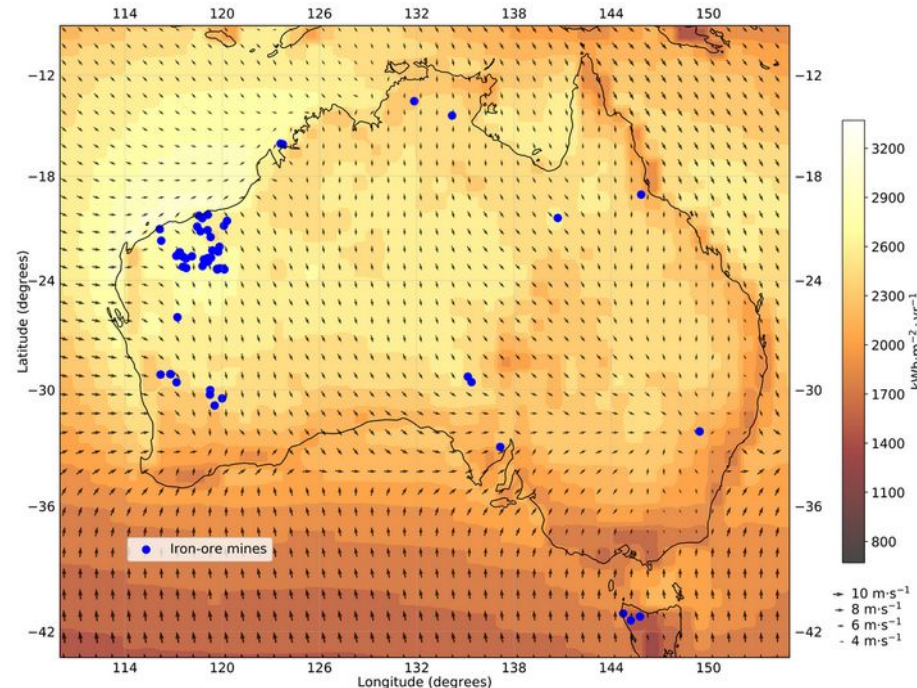 114 120 126 132 138 144 150
−12 −12
−18 −18
−24 −24
−30 −30
−36 −36
−42 −42
Latitude (degrees)
Iron-ore mines
114 120 126 132 138 144 150
Longitude (degrees)
3200
2900
2600
2300
2000
1700
1400
1100
800
kWh·m⁻²·yr⁻¹
10 m·s⁻¹
8 m·s⁻¹
6 m·s⁻¹
4 m·s⁻¹